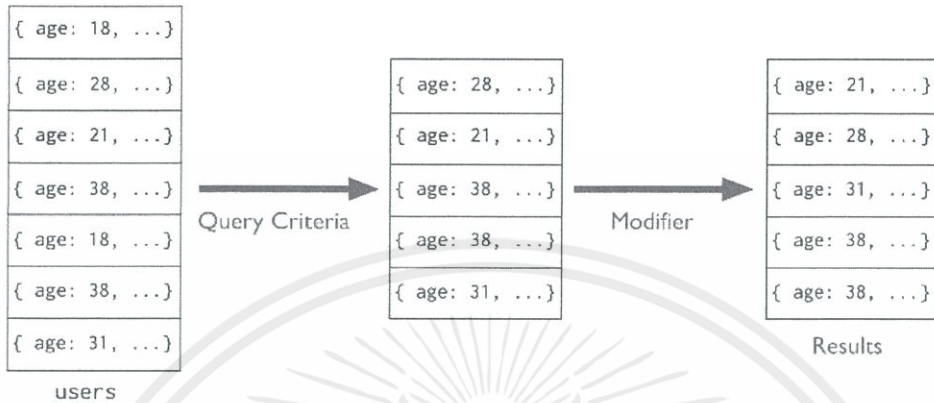 { age: 18, ...}
{ age: 28, ...}
{ age: 21, ...}
{ age: 38, ...}
{ age: 18, ...}
{ age: 38, ...}
{ age: 31, ...}
users
Query Criteria
{ age: 28, ...}
{ age: 21, ...}
{ age: 38, ...}
{ age: 38, ...}
{ age: 31, ...}
Modifier
{ age: 21, ...}
{ age: 28, ...}
{ age: 31, ...}
{ age: 38, ...}
{ age: 38, ...}
Results